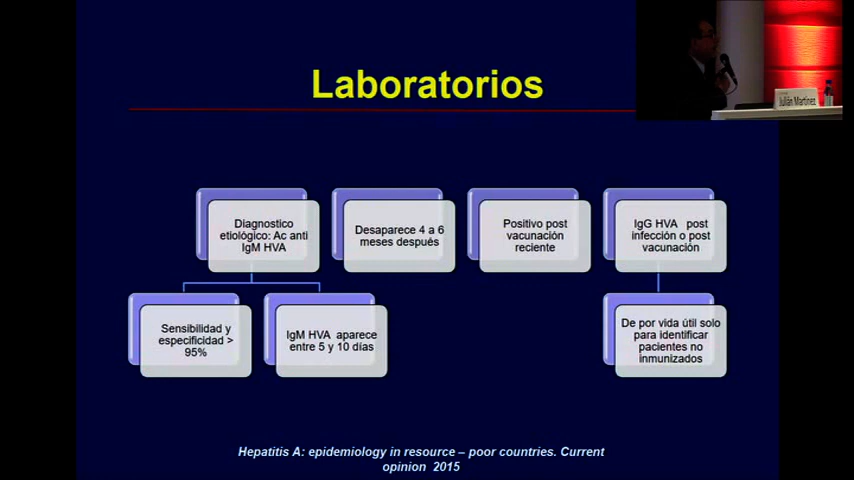 Laboratorios
Julián Martínez
Diagnostico
etiológico: Ac anti
IgM HVA
Desaparece 4 a 6
meses después
Positivo post
vacunación
reciente
IgG HVA post
infección o post
vacunación
Sensibilidad y
especificidad >
95%
IgM HVA aparece
entre 5 y 10 días
De por vida útil solo
para identificar
pacientes no
inmunizados
Hepatitis A: epidemiology in resource – poor countries. Current
opinion 2015